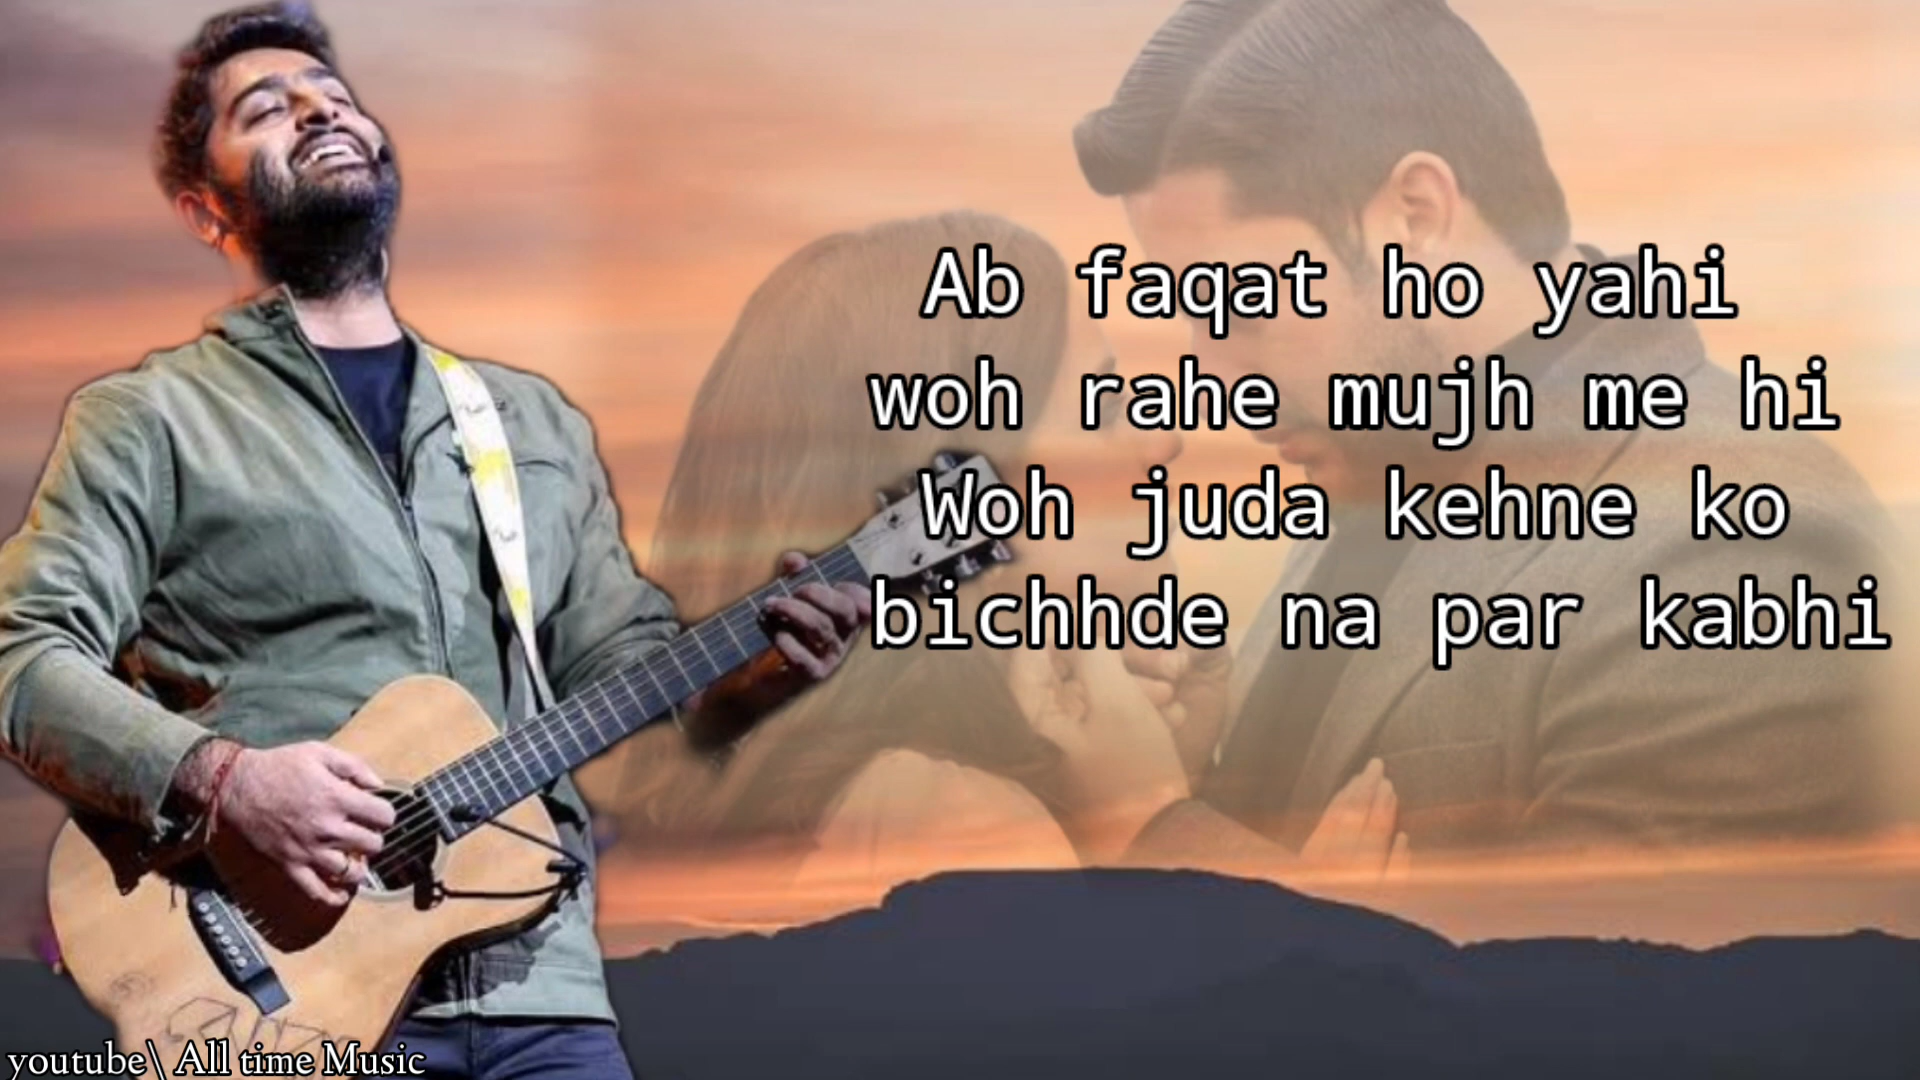 Ab faqat ho yahi
woh rahe mujh me hi
Woh juda kehne ko
bichhde na par kabhi
youtube\ All time Music